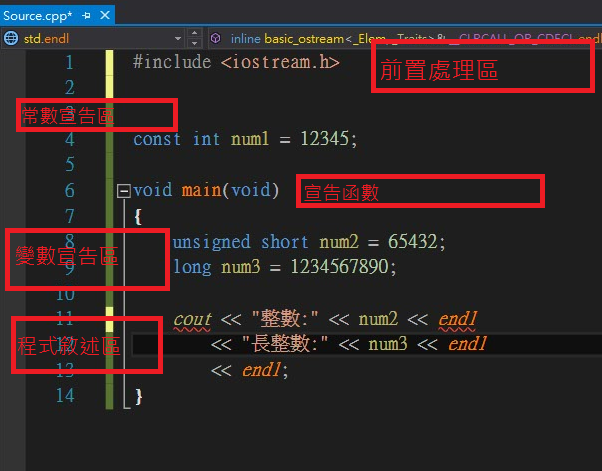 Source.cpp*
std.endl
inline basic_ostream<_Elem, _Traits>&
1 #include <iostream.h>
前置處理區
2
常數宣告區
4 const int num1 = 12345;
5
6 void main(void)
宣告函數
7 {
8 unsigned short num2 = 65432;
變數宣告區
9 long num3 = 1234567890;
10
11 cout << "整數:" << num2 << endl
程式敘述區
<< "長整數:" << num3 << endl
13 << endl;
14 }